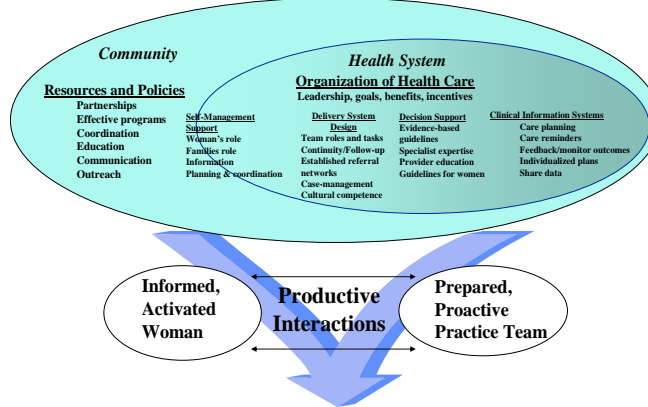 Community
Health System
Resources and Policies
Partnerships
Effective programs
Coordination
Education
Communication
Outreach
Organization of Health Care
Leadership, goals, benefits, incentives
Self-Management
Support
Woman's role
Families role
Information
Planning & coordination
Delivery System
Design
Team roles and tasks
Continuity/Follow-up
Established referral
networks
Case-management
Cultural competence
Decision Support
Evidence-based
guidelines
Specialist expertise
Provider education
Guidelines for women
Clinical Information Systems
Care planning
Care reminders
Feedback/monitor outcomes
Individualized plans
Share data
Informed,
Activated
Woman
Productive
Interactions
Prepared,
Proactive
Practice Team